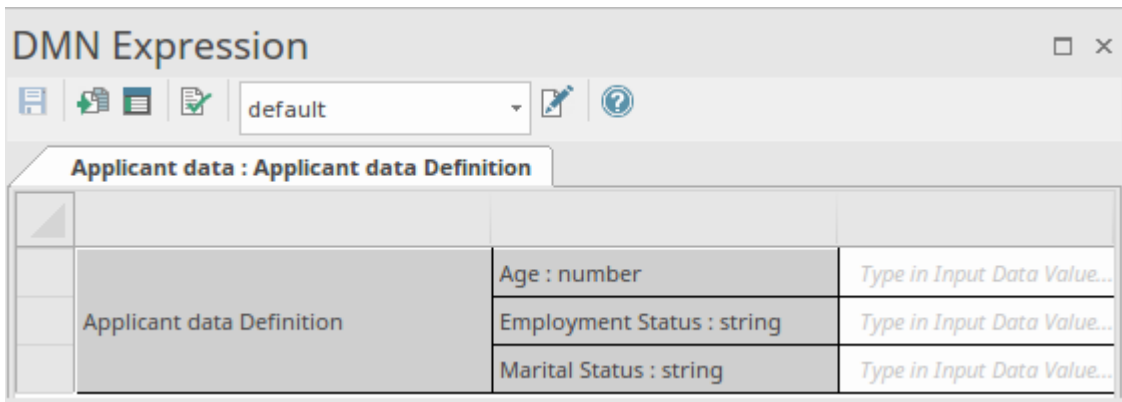 DMN Expression
default
Applicant data : Applicant data Definition
Applicant data Definition
Age : number
Type in Input Data Value...
Employment Status : string
Type in Input Data Value...
Marital Status : string
Type in Input Data Value...